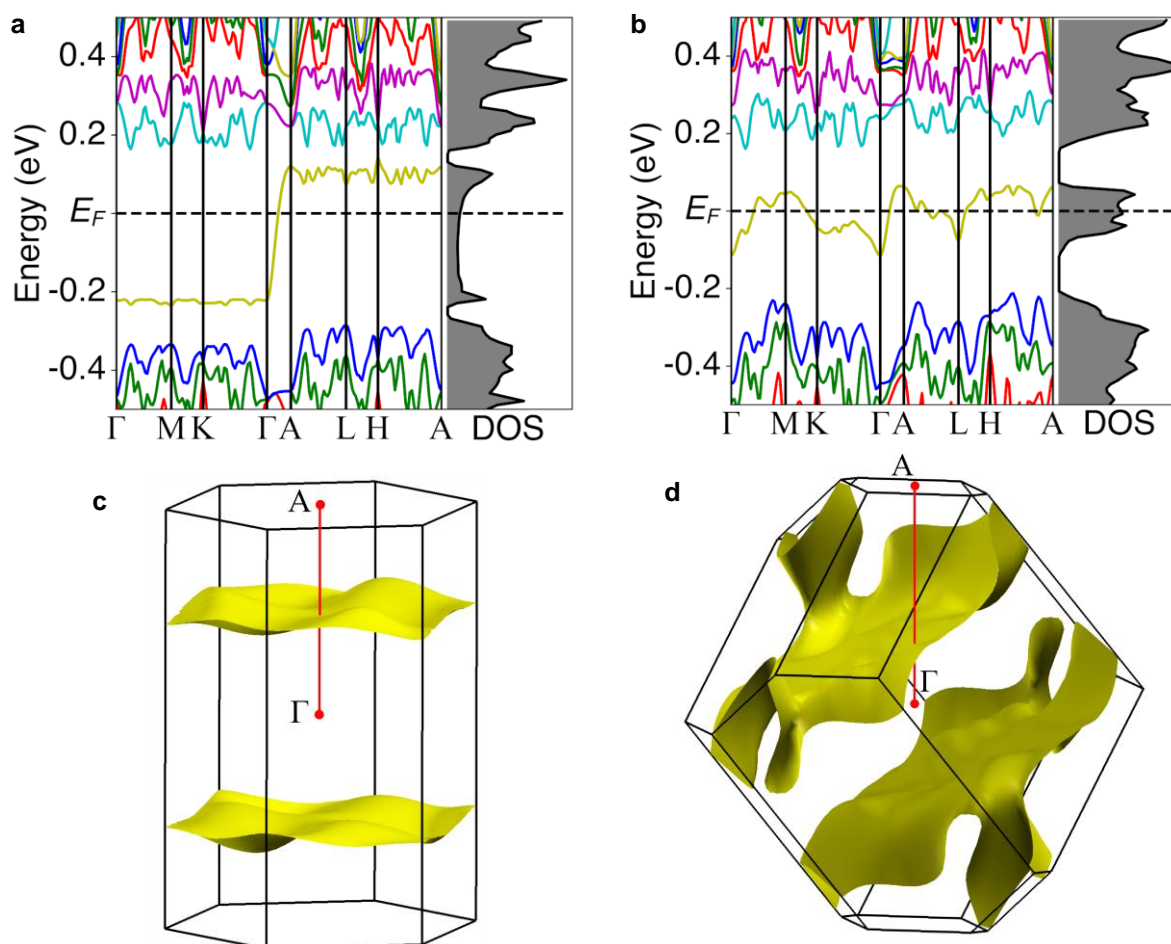 a
b
Energy (eV)
0.4
0.2
E_F
-0.2
-0.4
Γ M K Γ A L H A DOS
Energy (eV)
0.4
0.2
E_F
-0.2
-0.4
Γ M K Γ A L H A DOS
c
A
Γ
d
A
Γ